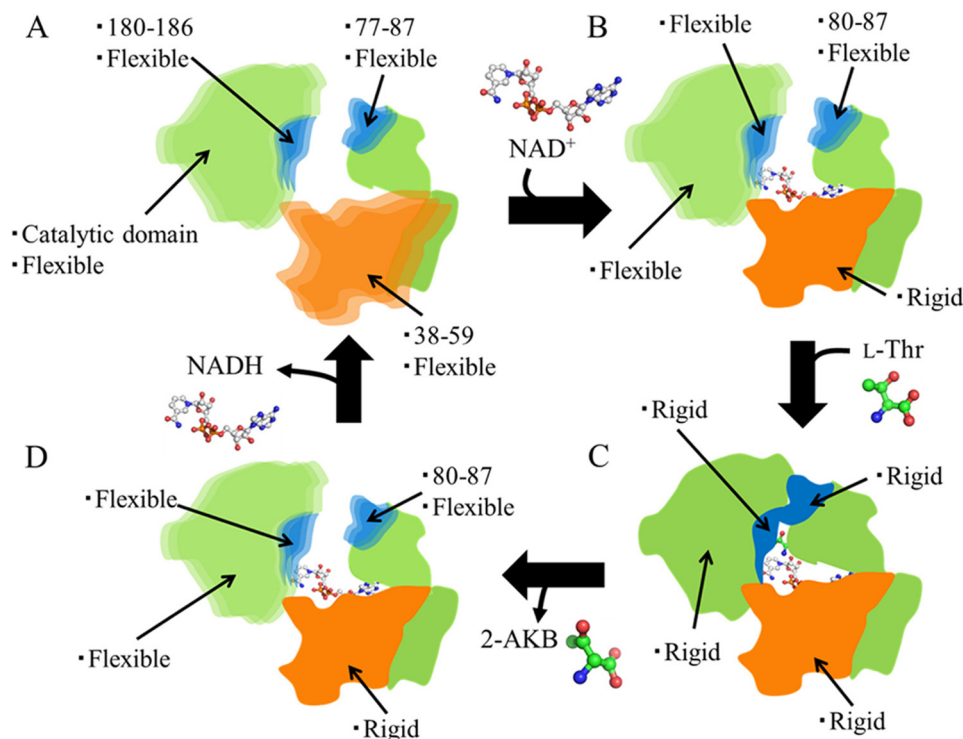 A
▪180-186
▪Flexible
▪77-87
▪Flexible
▪Catalytic domain
▪Flexible
▪38-59
▪Flexible
NAD+
B
▪Flexible
▪80-87
▪Flexible
▪Flexible
▪Rigid
L-Thr
C
▪Rigid
▪Rigid
▪Rigid
▪Rigid
2-AKB
D
▪Flexible
▪80-87
▪Flexible
▪Flexible
▪Rigid
NADH